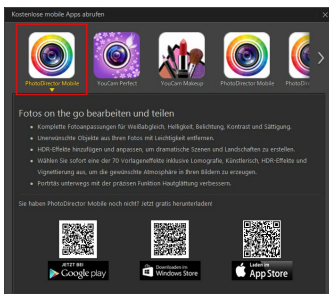 Kostenlose mobile Apps abrufen
PhotoDirector Mobile YouCam Perfect YouCam Makeup PhotoDirector Mobile PhotoDi
Fotos on the go bearbeiten und teilen
• Komplette Fotoanpassungen für Weißabgleich, Helligkeit, Belichtung, Kontrast und Sättigung.
• Unerwünschte Objekte aus Ihren Fotos mit Leichtigkeit entfernen.
• HDR-Effekte hinzufügen und anpassen, um dramatische Szenen und Landschaften zu erstellen.
• Wählen Sie sofort eine der 70 Vorlageneffekte inklusive Lomografie, Künstlerisch, HDR-Effekte und
Vignettierung aus, um die gewünschte Atmosphäre in Ihren Bildern zu erzeugen.
• Porträts unterwegs mit der präzisen Funktion Hautglättung verbessern.
Sie haben PhotoDirector Mobile noch nicht? Jetzt gratis herunterladen!
JETZT BEI
Google play
Downloaden im
Windows Store
Laden im
App Store